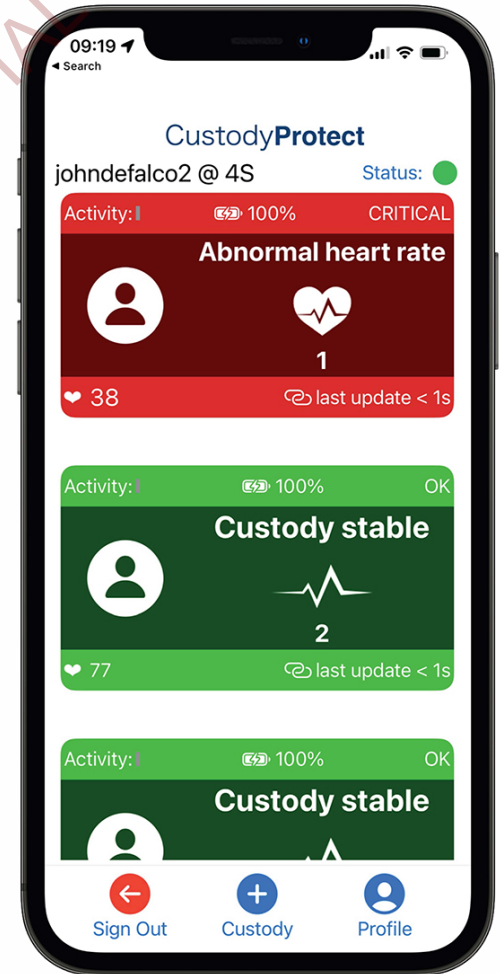 09:19
Search
CustodyProtect
johndefalco2 @ 4S Status:
Activity: 100% CRITICAL
Abnormal heart rate
1
38 last update < 1s
Activity: 100% OK
Custody stable
2
77 last update < 1s
Activity: 100% OK
Custody stable
Sign Out Custody Profile